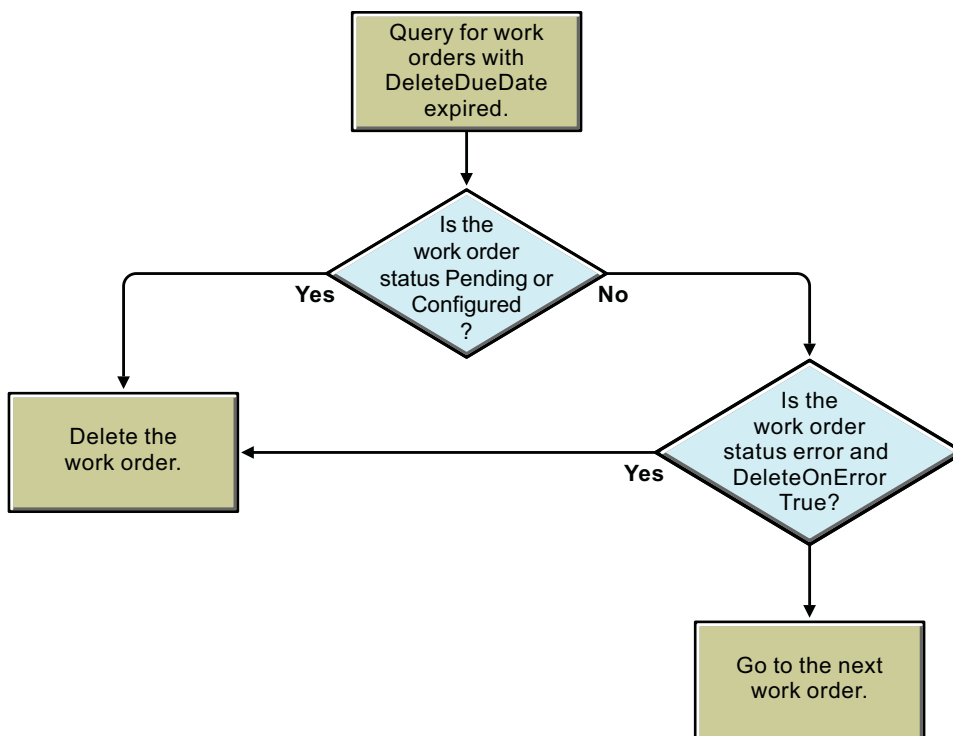 Query for work
orders with
DeleteDueDate
expired.
Is the
work order
status Pending or
Configured
?
Yes
No
Delete the
work order.
Is the
work order
status error and
DeleteOnError
True?
Yes
Go to the next
work order.